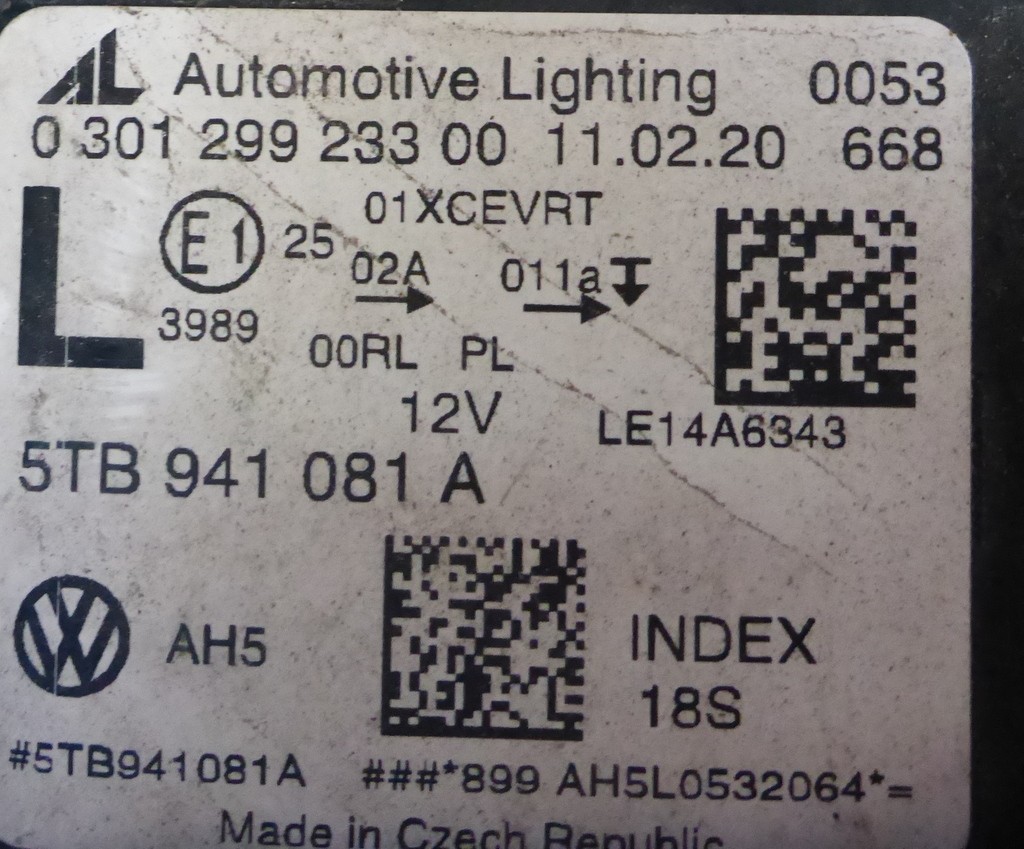 AL Automotive Lighting 0053
0 301 299 233 00 11.02.20 668
L E1 25 01XCEVRT
02A 011a
3989
00RL PL
12V LE14A6343
5TB 941 081 A
VW AH5 INDEX
18S
#5TB941081A ###*899 AH5L0532064*=
Made in Czech Republic